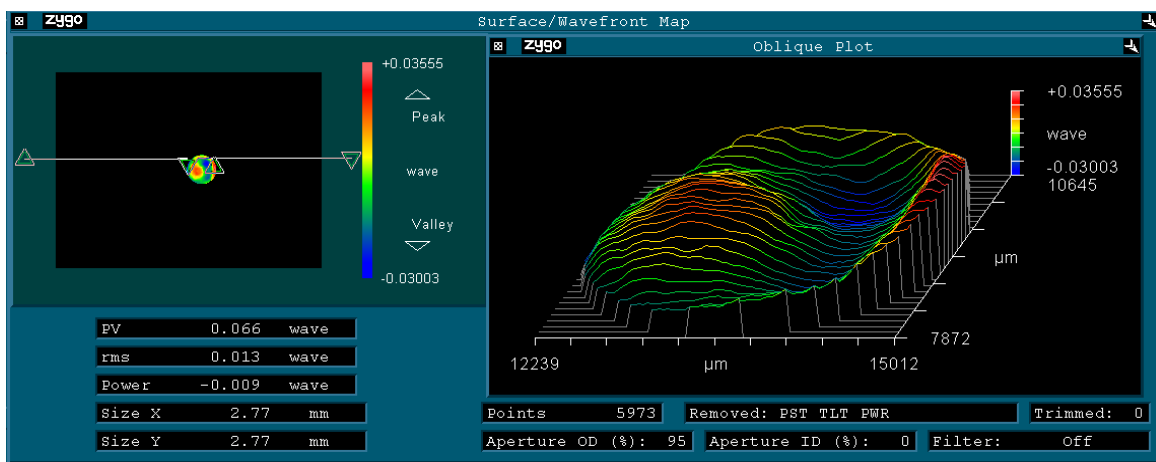 zygo Surface/Wavefront Map
+0.03555
Peak
wave
Valley
-0.03003
zygo Oblique Plot
+0.03555
wave
-0.03003
10645
µm
7872
12239 µm 15012
PV 0.066 wave
rms 0.013 wave
Power -0.009 wave
Size X 2.77 mm
Size Y 2.77 mm
Points 5973 Removed: PST TLT PWR Trimmed: 0
Aperture OD (%): 95 Aperture ID (%): 0 Filter: Off